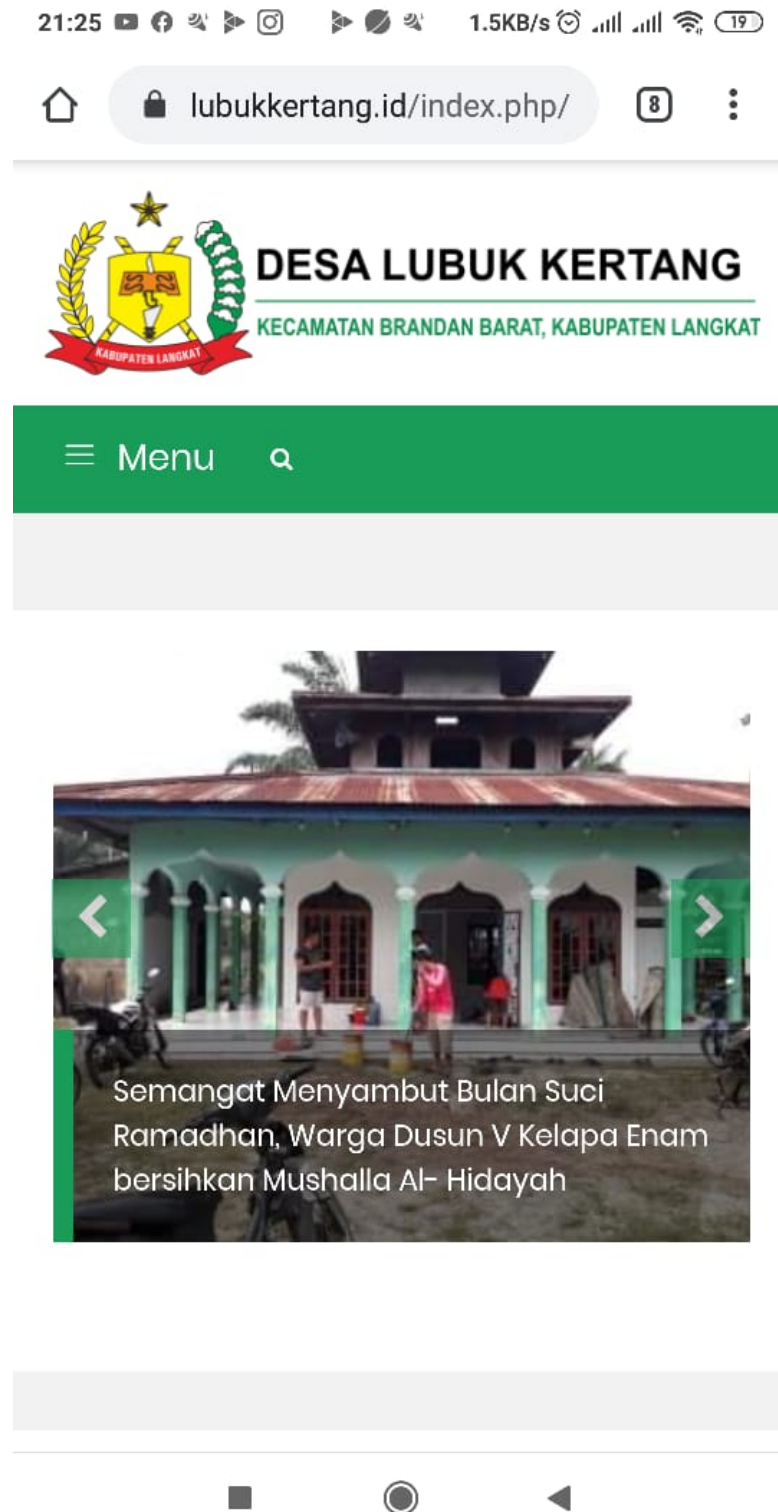 21:25
1.5KB/s
19
lubukkertang.id/index.php/
8
KABUPATEN LANGKAT
DESA LUBUK KERTANG
KECAMATAN BRANDAN BARAT, KABUPATEN LANGKAT
Menu
Semangat Menyambut Bulan Suci
Ramadhan, Warga Dusun V Kelapa Enam
bersihkan Mushalla Al- Hidayah